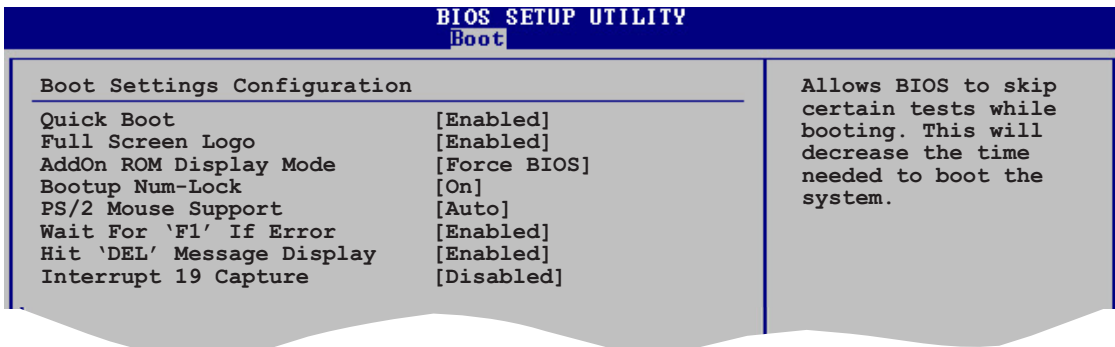 BIOS SETUP UTILITY
Boot
Boot Settings Configuration
Quick Boot [Enabled]
Full Screen Logo [Enabled]
AddOn ROM Display Mode [Force BIOS]
Bootup Num-Lock [On]
PS/2 Mouse Support [Auto]
Wait For ‘F1’ If Error [Enabled]
Hit ‘DEL’ Message Display [Enabled]
Interrupt 19 Capture [Disabled]
Allows BIOS to skip
certain tests while
booting. This will
decrease the time
needed to boot the
system.